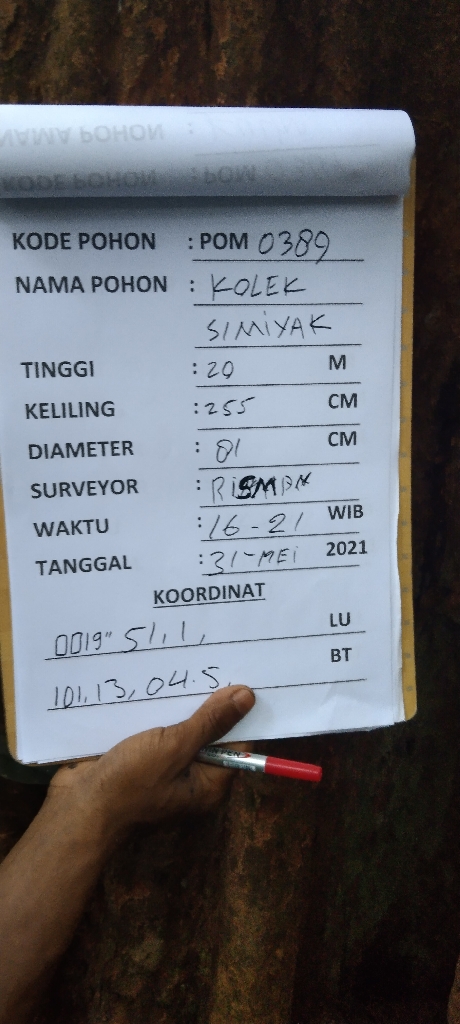 NAMA POHON :
KODE POHON : POM
KODE POHON : POM 0389
NAMA POHON : KOLEK
SIMIYAK
TINGGI : 20 M
KELILING : 255 CM
DIAMETER : 81 CM
SURVEYOR : RISMAN
WAKTU : 16-21 WIB
TANGGAL : 31-MEI 2021
KOORDINAT
0019" 51,1, LU
101,13,04.5, BT